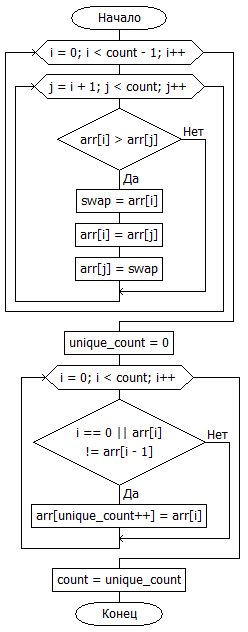 Начало
i = 0; i < count - 1; i++
j = i + 1; j < count; j++
arr[i] > arr[j]
Нет
Да
swap = arr[i]
arr[i] = arr[j]
arr[j] = swap
unique_count = 0
i = 0; i < count; i++
i == 0 || arr[i]
!= arr[i - 1]
Нет
Да
arr[unique_count++] = arr[i]
count = unique_count
Конец